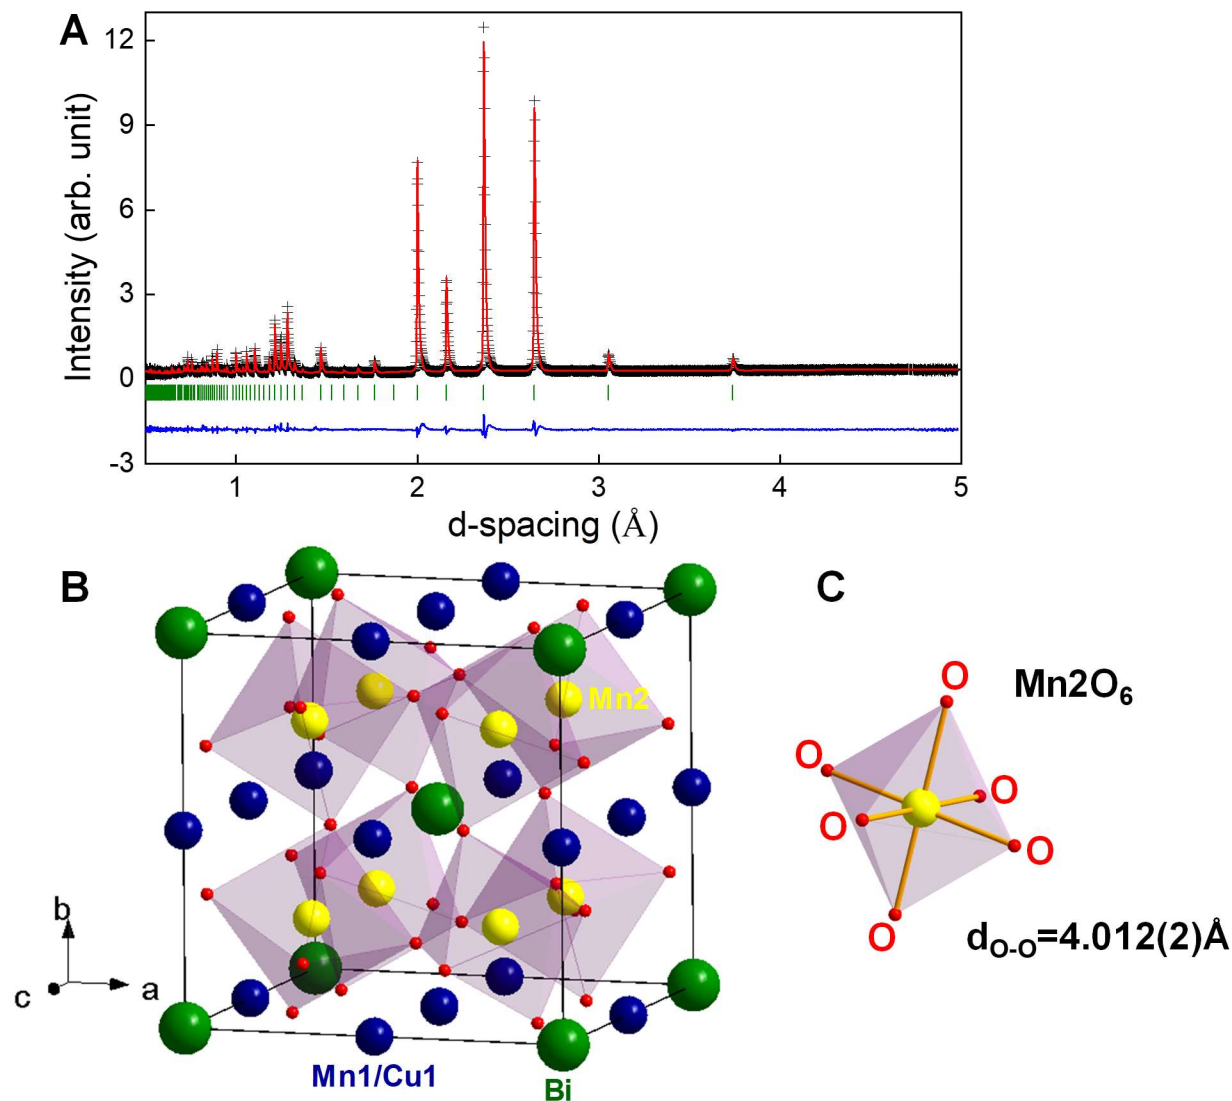 A
Intensity (arb. unit)
12
9
6
3
0
-3
1 2 3 4 5
d-spacing (Å)
B
Mn2
b
c
a
Mn1/Cu1
Bi
C
Mn2O₆
O
O
O
O
O
O
dO-O=4.012(2)Å